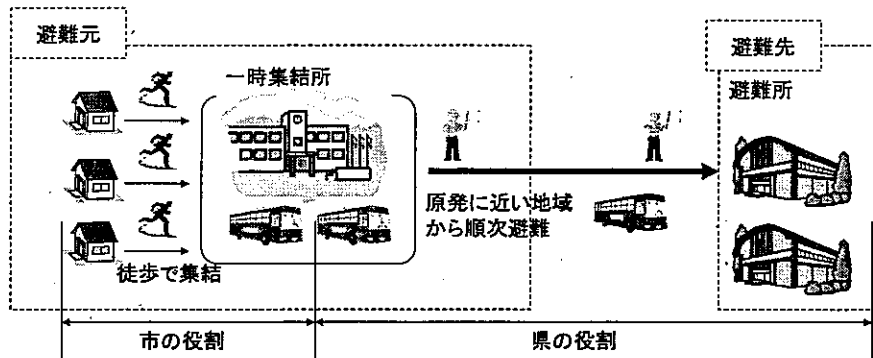 避難元
一時集結所
徒歩で集結
原発に近い地域
から順次避難
避難先
避難所
市の役割
県の役割